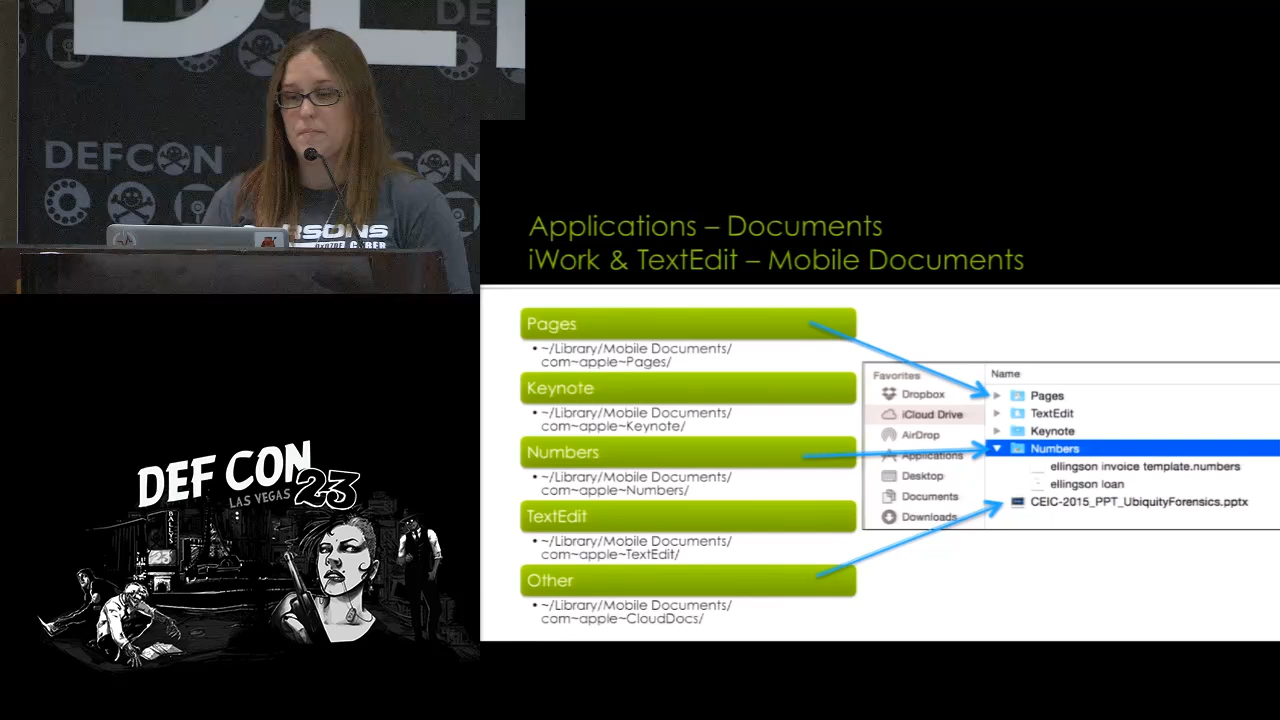 DEFCON
Applications – Documents
iWork & TextEdit – Mobile Documents
Pages
• ~/Library/Mobile Documents/
com~apple~Pages/
Keynote
• ~/Library/Mobile Documents/
com~apple~Keynote/
Numbers
• ~/Library/Mobile Documents/
com~apple~Numbers/
TextEdit
• ~/Library/Mobile Documents/
com~apple~TextEdit/
Other
• ~/Library/Mobile Documents/
com~apple~CloudDocs/
Favorites
Dropbox
iCloud Drive
AirDrop
Applications
Desktop
Documents
Downloads
Name
Pages
TextEdit
Keynote
Numbers
ellingson invoice template.numbers
ellingson loan
CEIC-2015_PPT_UbiquityForensics.pptx
DEF CON
LAS VEGAS 23